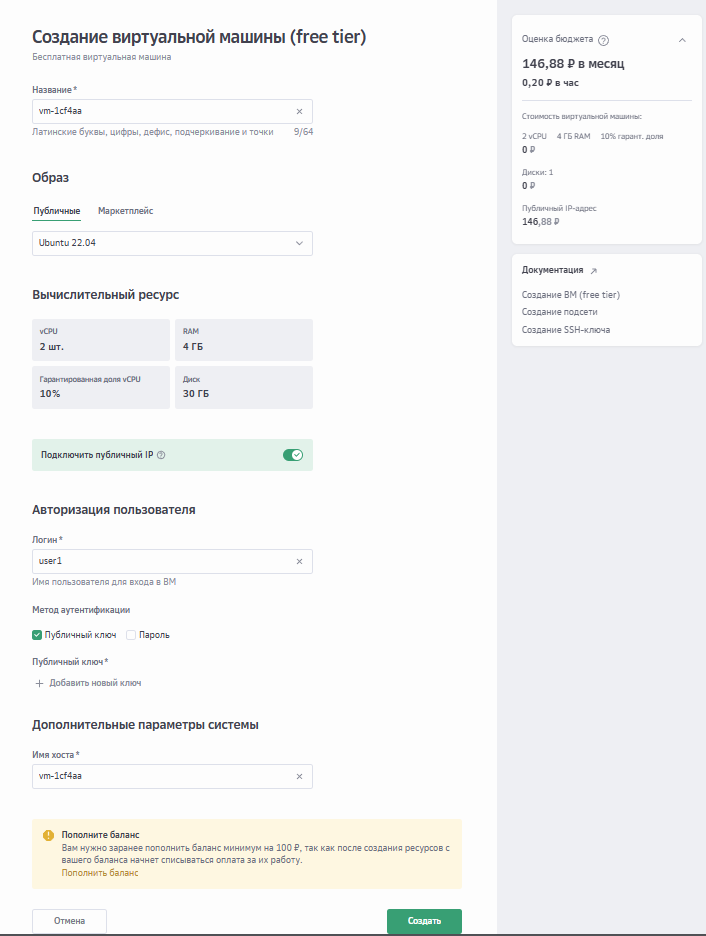 Создание виртуальной машины (free tier)
Бесплатная виртуальная машина
Название *
vm-1cf4aa
Латинские буквы, цифры, дефис, подчеркивание и точки 9/64
Образ
Публичные Маркетплейс
Ubuntu 22.04
Вычислительный ресурс
vCPU RAM
2 шт. 4 ГБ
Гарантированная доля vCPU Диск
10% 30 ГБ
Подключить публичный IP
Авторизация пользователя
Логин *
user1
Имя пользователя для входа в ВМ
Метод аутентификации
Публичный ключ Пароль
Публичный ключ *
+ Добавить новый ключ
Дополнительные параметры системы
Имя хоста *
vm-1cf4aa
Пополните баланс
Вам нужно заранее пополнить баланс минимум на 100 ₽, так как после создания ресурсов с
вашего баланса начнет списываться оплата за их работу.
Пополнить баланс
Отмена Создать
Оценка бюджета
146,88 ₽ в месяц
0,20 ₽ в час
Стоимость виртуальной машины:
2 vCPU 4 ГБ RAM 10% гарант. доля
0 ₽
Диски: 1
0 ₽
Публичный IP-адрес
146,88 ₽
Документация
Создание ВМ (free tier)
Создание подсети
Создание SSH-ключа